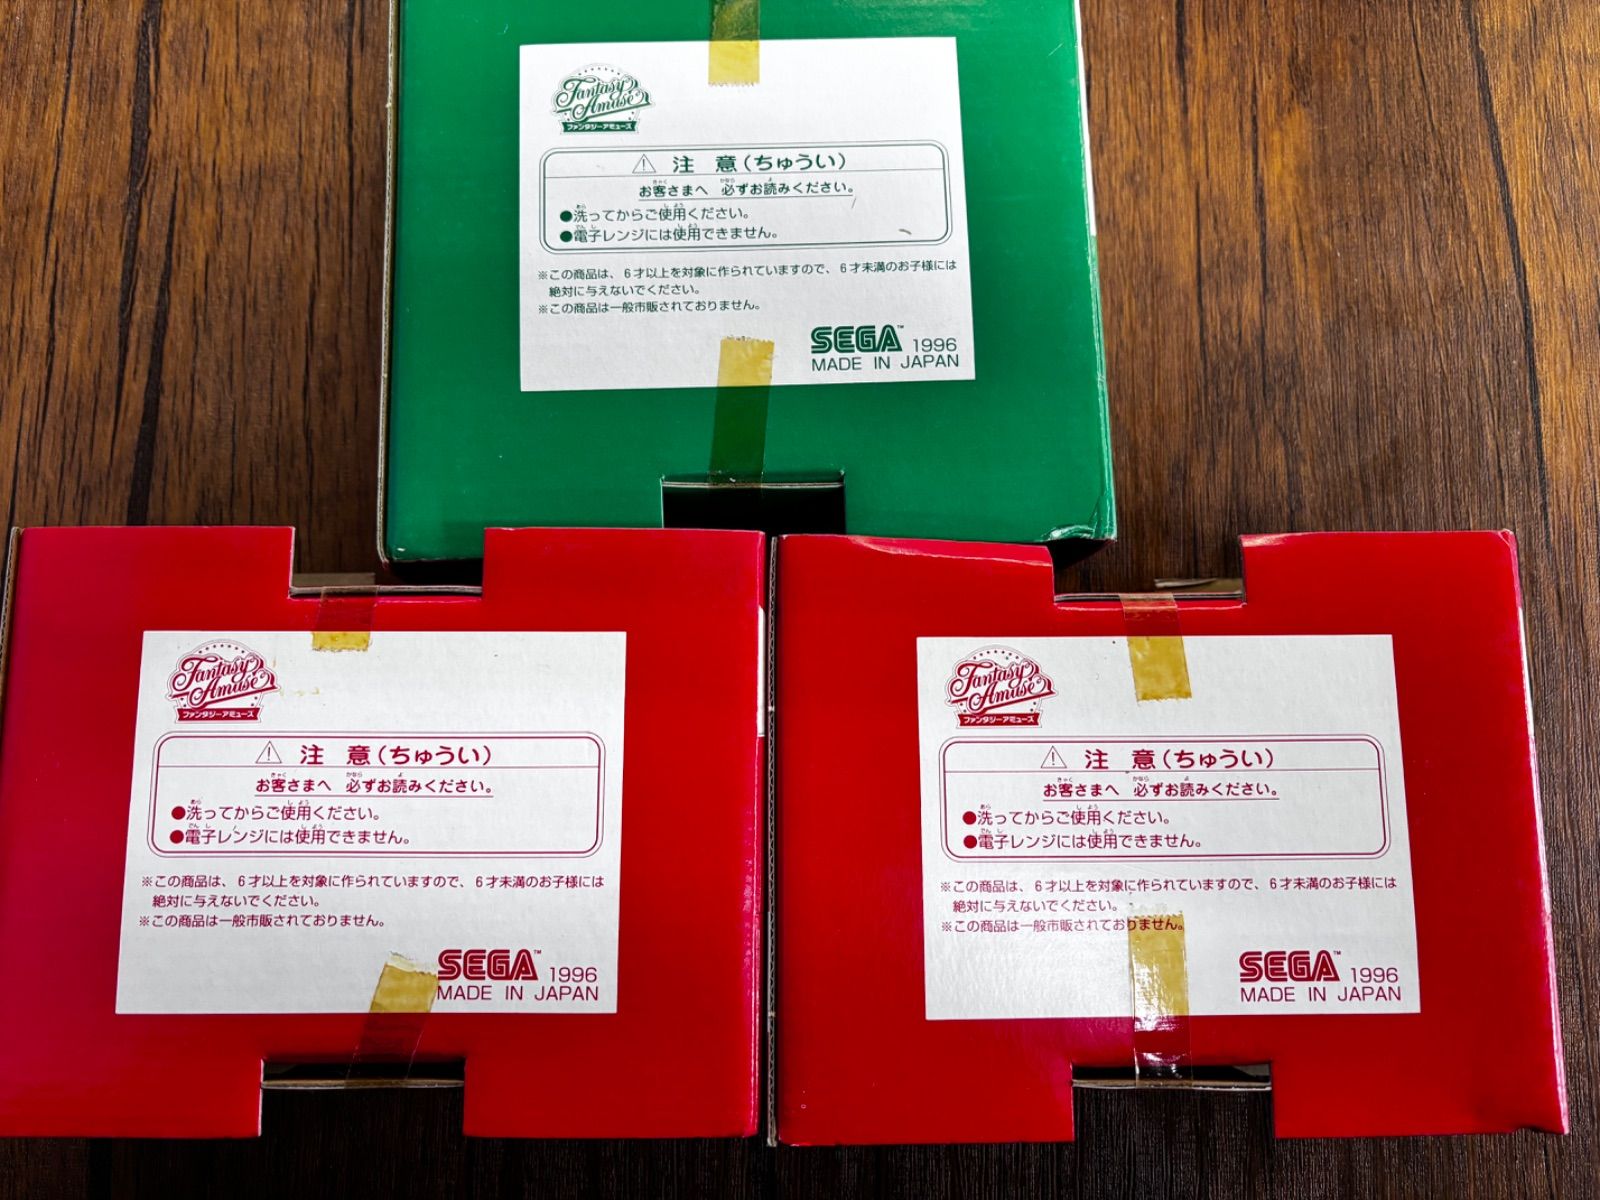 Fantasy
Amuse
ファンタジーアミューズ
⚠ 注 意(ちゅうい)
お客さまへ 必ずお読みください。
●洗ってからご使用ください。
●電子レンジには使用できません。
※この商品は、6才以上を対象に作られていますので、6才未満のお子様には
絶対に与えないでください。
※この商品は一般市販されておりません。
SEGA™ 1996
MADE IN JAPAN
Fantasy
Amuse
ファンタジーアミューズ
⚠ 注 意(ちゅうい)
お客さまへ 必ずお読みください。
●洗ってからご使用ください。
●電子レンジには使用できません。
※この商品は、6才以上を対象に作られていますので、6才未満のお子様には
絶対に与えないでください。
※この商品は一般市販されておりません。
SEGA™ 1996
MADE IN JAPAN
Fantasy
Amuse
ファンタジーアミューズ
⚠ 注 意(ちゅうい)
お客さまへ 必ずお読みください。
●洗ってからご使用ください。
●電子レンジには使用できません。
※この商品は、6才以上を対象に作られていますので、6才未満のお子様には
絶対に与えないでください。
※この商品は一般市販されておりません。
SEGA™ 1996
MADE IN JAPAN